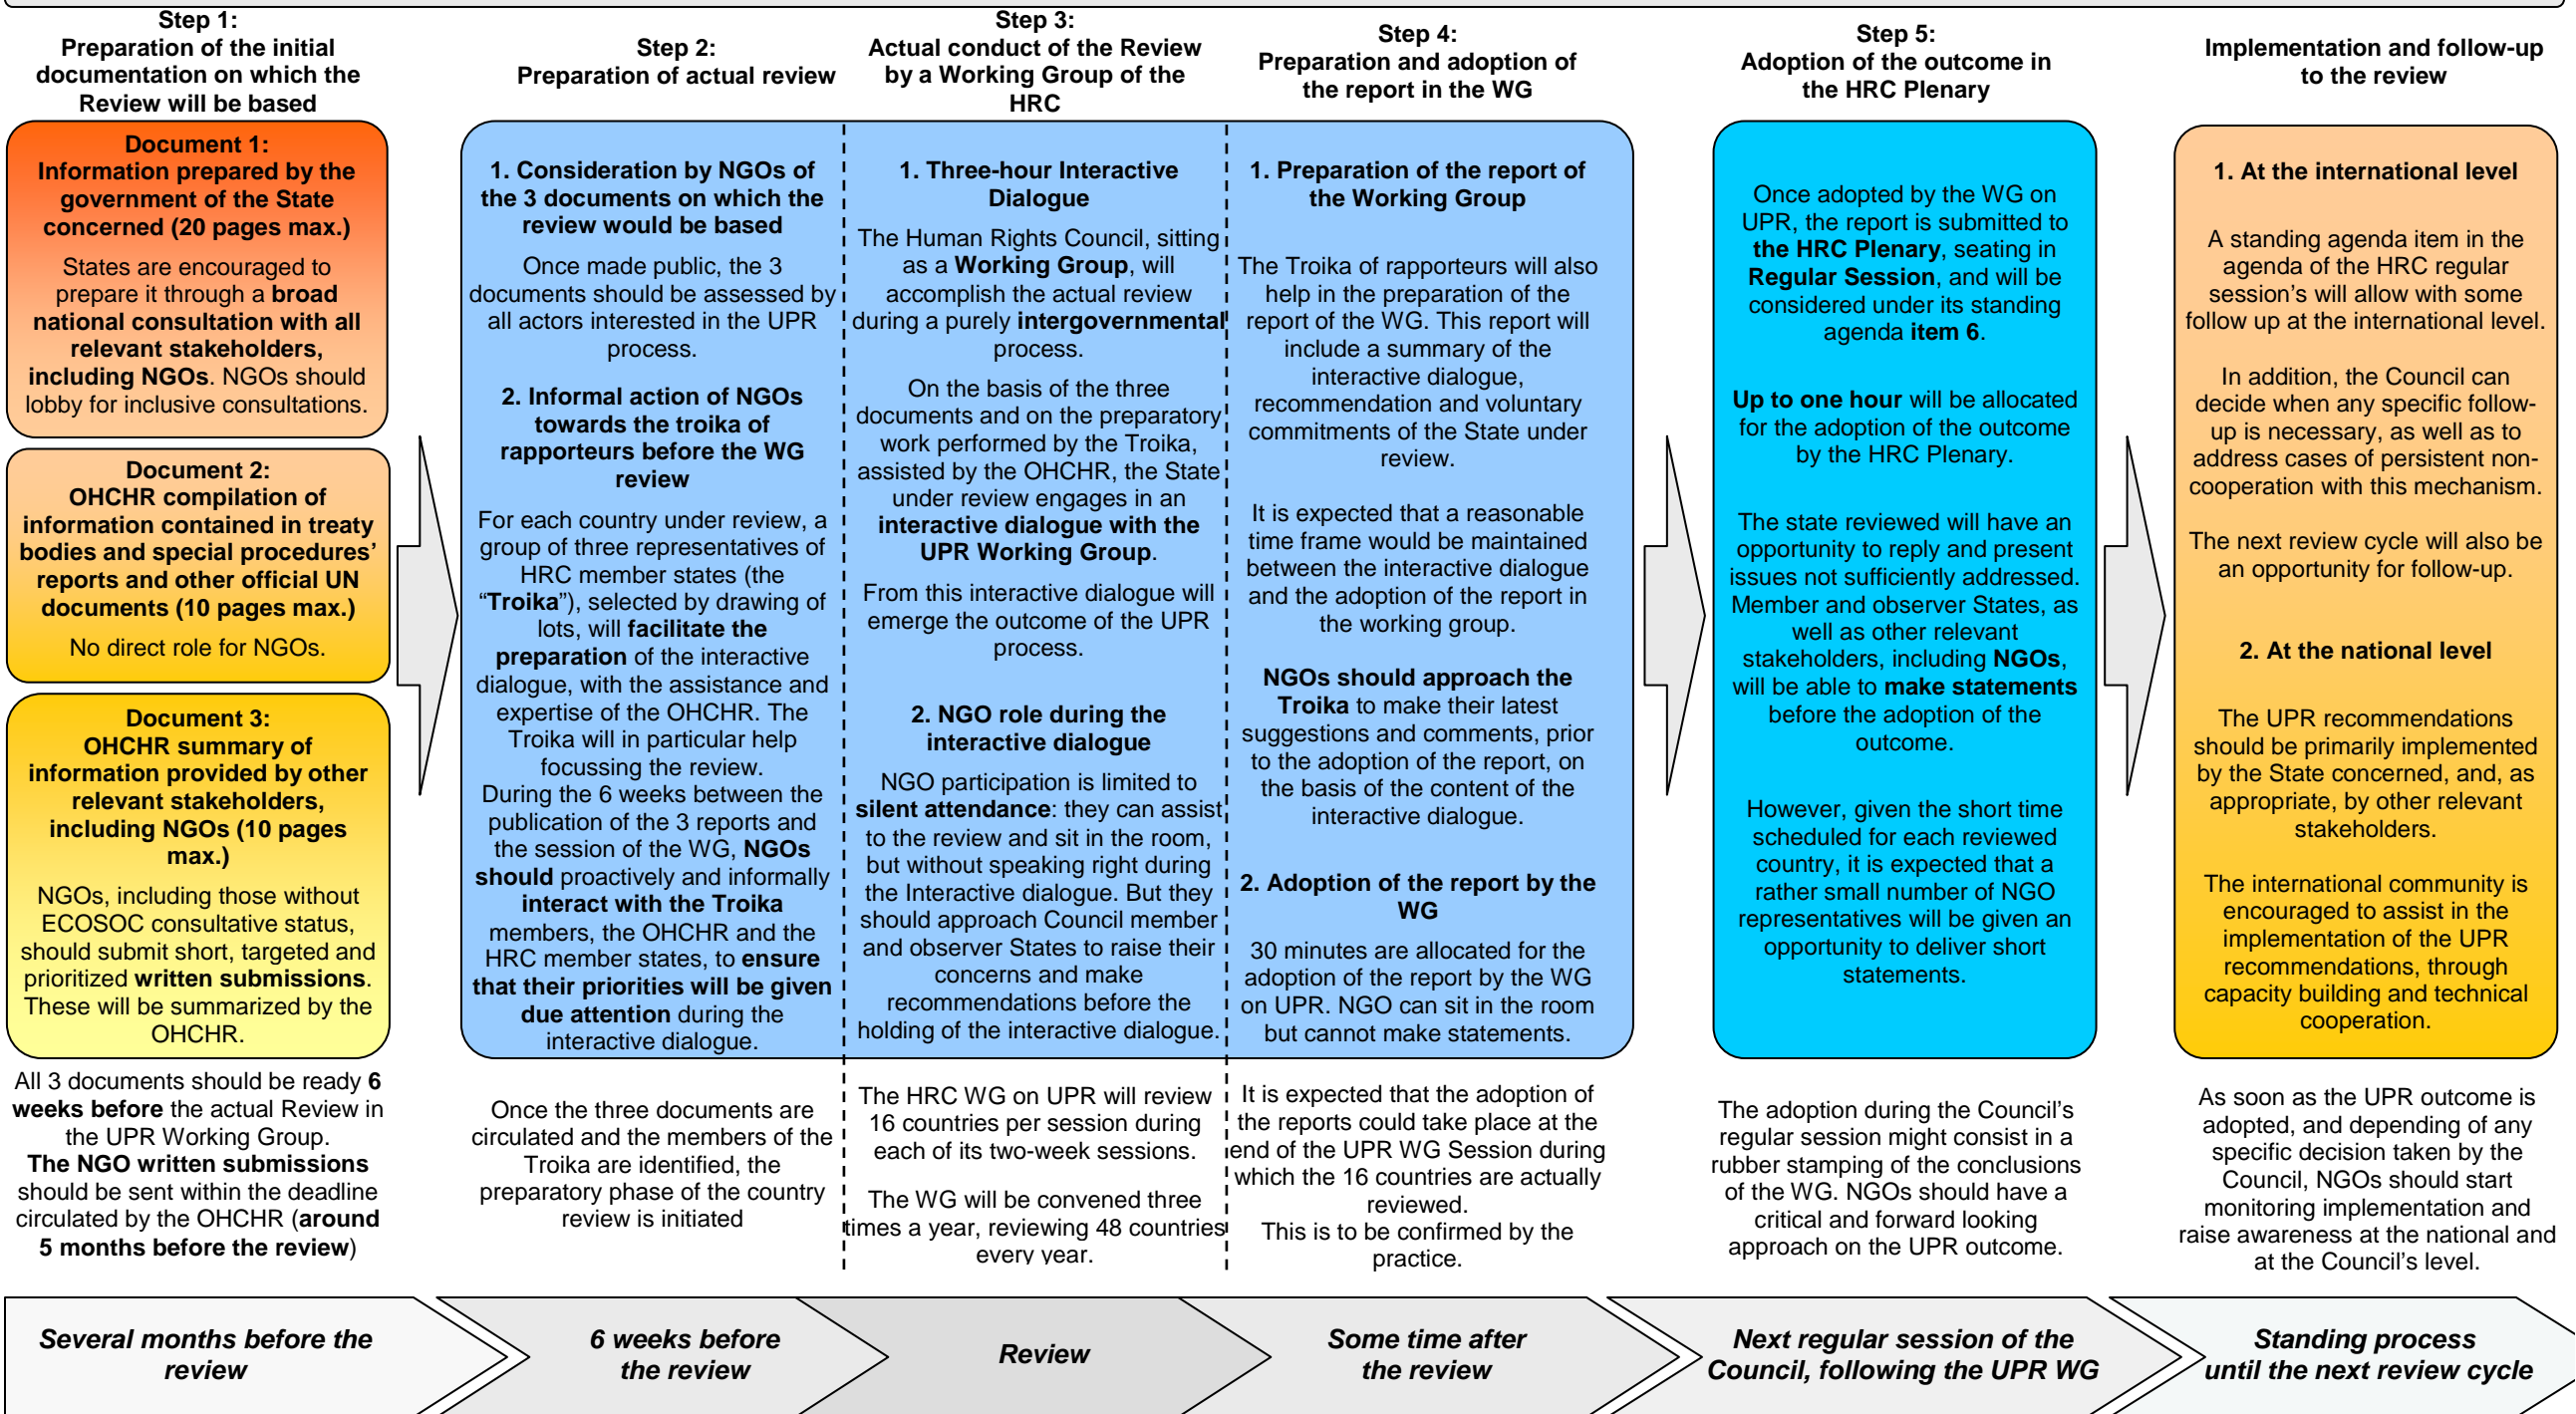 Step 1:
Preparation of the initial
documentation on which the
Review will be based
Document 1:
Information prepared by the
government of the State
concerned (20 pages max.)
States are encouraged to
prepare it through a broad
national consultation with all
relevant stakeholders,
including NGOs. NGOs should
lobby for inclusive consultations.
Document 2:
OHCHR compilation of
information contained in treaty
bodies and special procedures’
reports and other official UN
documents (10 pages max.)
No direct role for NGOs.
Document 3:
OHCHR summary of
information provided by other
relevant stakeholders,
including NGOs (10 pages
max.)
NGOs, including those without
ECOSOC consultative status,
should submit short, targeted and
prioritized written submissions.
These will be summarized by the
OHCHR.
All 3 documents should be ready 6
weeks before the actual Review in
the UPR Working Group.
The NGO written submissions
should be sent within the deadline
circulated by the OHCHR (around
5 months before the review)
Step 2:
Preparation of actual review
1. Consideration by NGOs of
the 3 documents on which the
review would be based
Once made public, the 3
documents should be assessed by
all actors interested in the UPR
process.
2. Informal action of NGOs
towards the troika of
rapporteurs before the WG
review
For each country under review, a
group of three representatives of
HRC member states (the
“Troika”), selected by drawing of
lots, will facilitate the
preparation of the interactive
dialogue, with the assistance and
expertise of the OHCHR. The
Troika will in particular help
focussing the review.
During the 6 weeks between the
publication of the 3 reports and
the session of the WG, NGOs
should proactively and informally
interact with the Troika
members, the OHCHR and the
HRC member states, to ensure
that their priorities will be given
due attention during the
interactive dialogue.
Once the three documents are
circulated and the members of the
Troika are identified, the
preparatory phase of the country
review is initiated
Step 3:
Actual conduct of the Review
by a Working Group of the
HRC
1. Three-hour Interactive
Dialogue
The Human Rights Council, sitting
as a Working Group, will
accomplish the actual review
during a purely intergovernmental
process.
On the basis of the three
documents and on the preparatory
work performed by the Troika,
assisted by the OHCHR, the State
under review engages in an
interactive dialogue with the
UPR Working Group.
From this interactive dialogue will
emerge the outcome of the UPR
process.
2. NGO role during the
interactive dialogue
NGO participation is limited to
silent attendance: they can assist
to the review and sit in the room,
but without speaking right during
the Interactive dialogue. But they
should approach Council member
and observer States to raise their
concerns and make
recommendations before the
holding of the interactive dialogue.
The HRC WG on UPR will review
16 countries per session during
each of its two-week sessions.
The WG will be convened three
times a year, reviewing 48 countries
every year.
Step 4:
Preparation and adoption of
the report in the WG
1. Preparation of the report of
the Working Group
The Troika of rapporteurs will also
help in the preparation of the
report of the WG. This report will
include a summary of the
interactive dialogue,
recommendation and voluntary
commitments of the State under
review.
It is expected that a reasonable
time frame would be maintained
between the interactive dialogue
and the adoption of the report in
the working group.
NGOs should approach the
Troika to make their latest
suggestions and comments, prior
to the adoption of the report, on
the basis of the content of the
interactive dialogue.
2. Adoption of the report by the
WG
30 minutes are allocated for the
adoption of the report by the WG
on UPR. NGO can sit in the room
but cannot make statements.
It is expected that the adoption of
the reports could take place at the
end of the UPR WG Session during
which the 16 countries are actually
reviewed.
This is to be confirmed by the
practice.
Step 5:
Adoption of the outcome in
the HRC Plenary
Once adopted by the WG on
UPR, the report is submitted to
the HRC Plenary, seating in
Regular Session, and will be
considered under its standing
agenda item 6.
Up to one hour will be allocated
for the adoption of the outcome
by the HRC Plenary.
The state reviewed will have an
opportunity to reply and present
issues not sufficiently addressed.
Member and observer States, as
well as other relevant
stakeholders, including NGOs,
will be able to make statements
before the adoption of the
outcome.
However, given the short time
scheduled for each reviewed
country, it is expected that a
rather small number of NGO
representatives will be given an
opportunity to deliver short
statements.
The adoption during the Council’s
regular session might consist in a
rubber stamping of the conclusions
of the WG. NGOs should have a
critical and forward looking
approach on the UPR outcome.
Implementation and follow-up
to the review
1. At the international level
A standing agenda item in the
agenda of the HRC regular
session’s will allow with some
follow up at the international level.
In addition, the Council can
decide when any specific follow-
up is necessary, as well as to
address cases of persistent non-
cooperation with this mechanism.
The next review cycle will also be
an opportunity for follow-up.
2. At the national level
The UPR recommendations
should be primarily implemented
by the State concerned, and, as
appropriate, by other relevant
stakeholders.
The international community is
encouraged to assist in the
implementation of the UPR
recommendations, through
capacity building and technical
cooperation.
As soon as the UPR outcome is
adopted, and depending of any
specific decision taken by the
Council, NGOs should start
monitoring implementation and
raise awareness at the national and
at the Council’s level.
Several months before the
review
6 weeks before
the review
Review
Some time after
the review
Next regular session of the
Council, following the UPR WG
Standing process
until the next review cycle